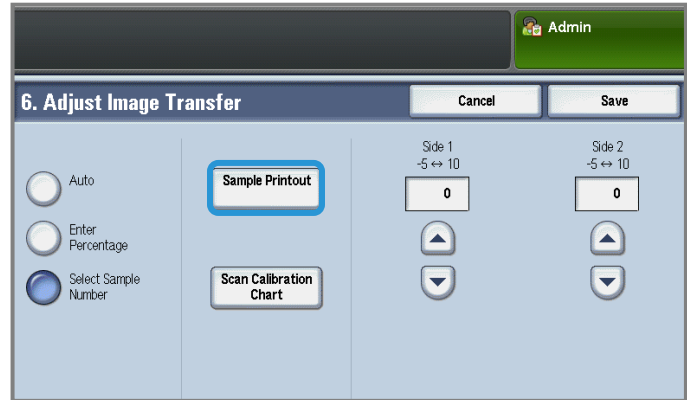 Admin
6. Adjust Image Transfer
Cancel
Save
Auto
Enter
Percentage
Select Sample
Number
Sample Printout
Scan Calibration
Chart
Side 1
-5 ↔ 10
0
Side 2
-5 ↔ 10
0